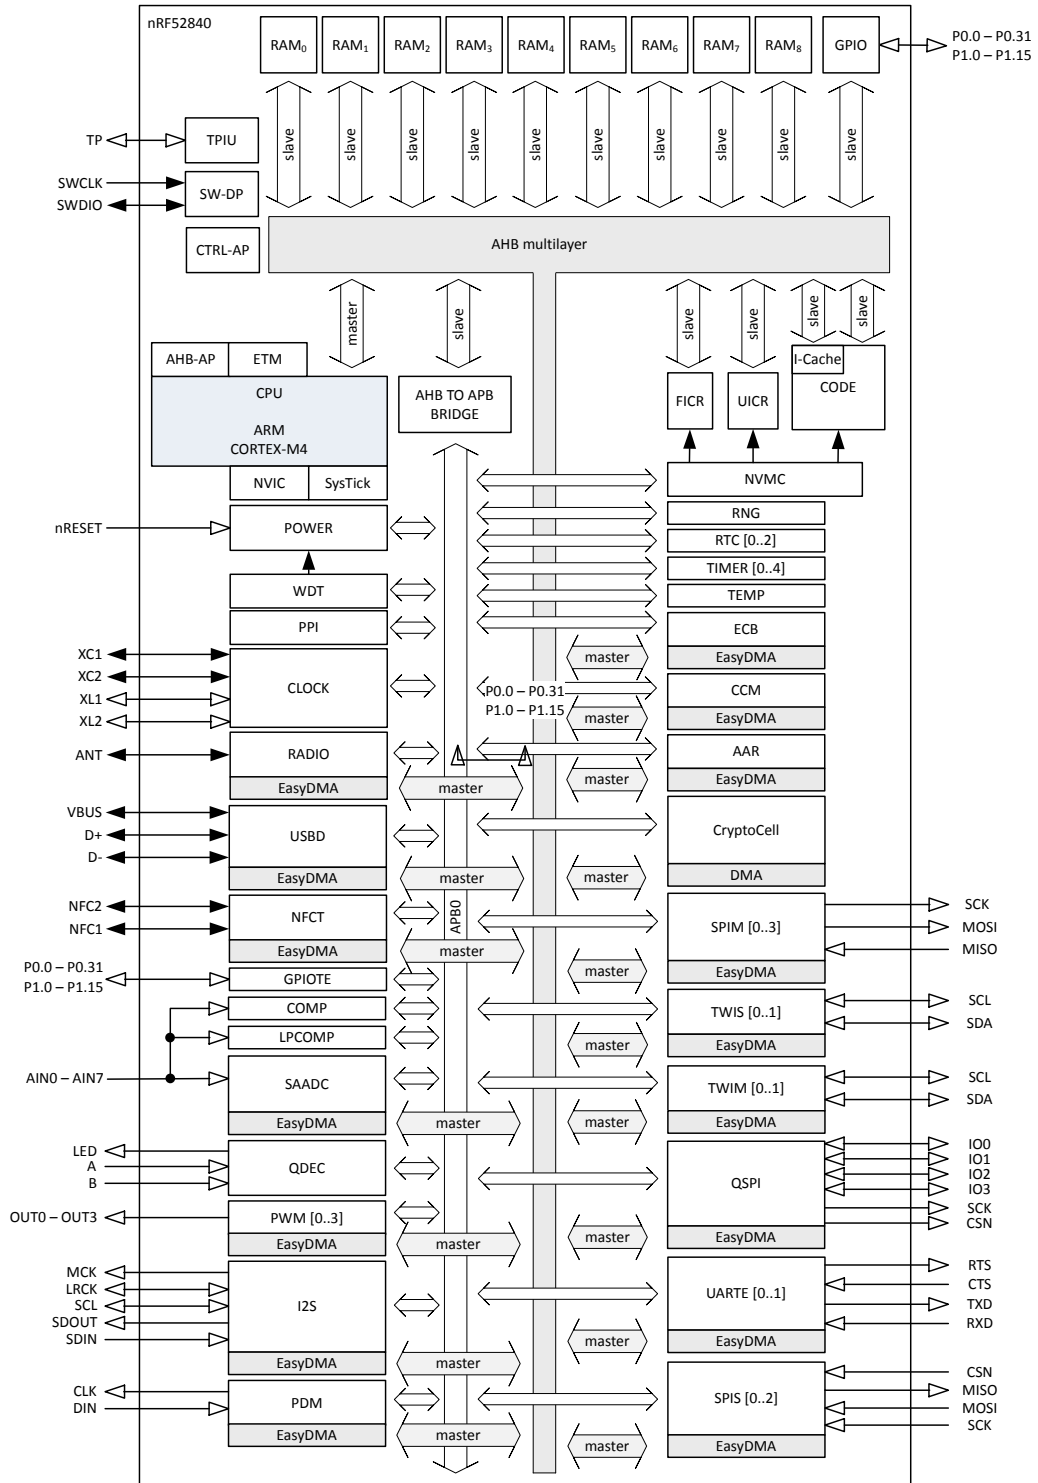 nRF52840
RAM0 RAM1 RAM2 RAM3 RAM4 RAM5 RAM6 RAM7 RAM8 GPIO
P0.0 – P0.31
P1.0 – P1.15
slave slave slave slave slave slave slave slave slave slave
TP TPIU
SWCLK
SWDIO
SW-DP
CTRL-AP
AHB multilayer
master slave slave slave slave slave
AHB-AP ETM
CPU
ARM
CORTEX-M4
NVIC SysTick
AHB TO APB
BRIDGE
FICR UICR
I-Cache
CODE
NVMC
nRESET POWER
RNG
RTC [0..2]
TIMER [0..4]
WDT
TEMP
PPI
ECB
master EasyDMA
XC1
XC2
XL1
XL2
CLOCK
P0.0 – P0.31
P1.0 – P1.15
CCM
master EasyDMA
ANT RADIO
EasyDMA master
AAR
master EasyDMA
VBUS
D+
D-
USBD
EasyDMA master
CryptoCell
master DMA
APB0
NFC2
NFC1
NFCT
EasyDMA master
SPIM [0..3]
master EasyDMA
SCK
MOSI
MISO
P0.0 – P0.31
P1.0 – P1.15
GPIOTE
COMP
LPCOMP
AIN0 – AIN7 SAADC
EasyDMA master
TWIS [0..1]
master EasyDMA
SCL
SDA
TWIM [0..1]
master EasyDMA
SCL
SDA
LED
A
B
QDEC
QSPI
master EasyDMA
IO0
IO1
IO2
IO3
SCK
CSN
OUT0 – OUT3 PWM [0..3]
EasyDMA master
MCK
LRCK
SCL
SDOUT
SDIN
I2S
EasyDMA master
UARTE [0..1]
master EasyDMA
RTS
CTS
TXD
RXD
CLK
DIN
PDM
EasyDMA master
SPIS [0..2]
master EasyDMA
CSN
MISO
MOSI
SCK